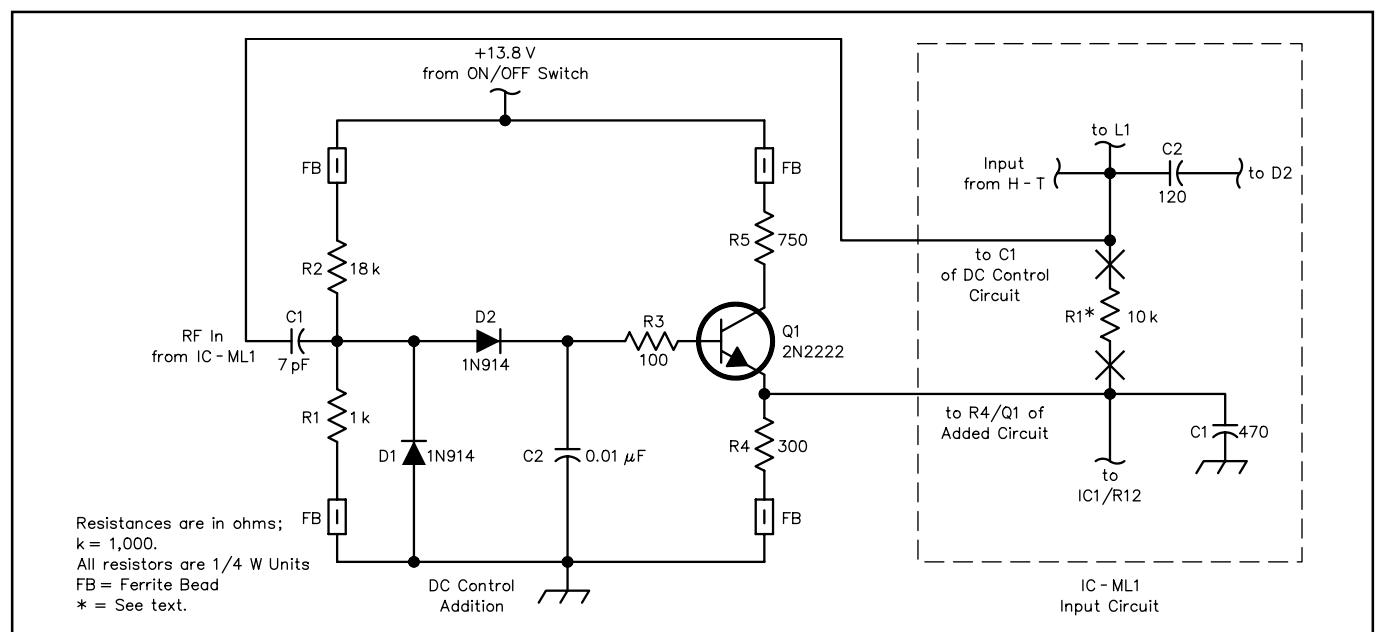 +13.8 V
from ON/OFF Switch
FB
FB
R2
18 k
R5
750
C1
7 pF
RF In
from IC-ML1
D2
1N914
R3
100
Q1
2N2222
R1
1 k
D1
1N914
C2
0.01 µF
R4
300
FB
FB
Resistances are in ohms;
k = 1,000.
All resistors are 1/4 W Units
FB = Ferrite Bead
* = See text.
DC Control
Addition
to L1
Input
from H-T
C2
120
to D2
to C1
of DC Control
Circuit
R1*
10 k
to R4/Q1 of
Added Circuit
C1
470
to
IC1/R12
IC-ML1
Input Circuit